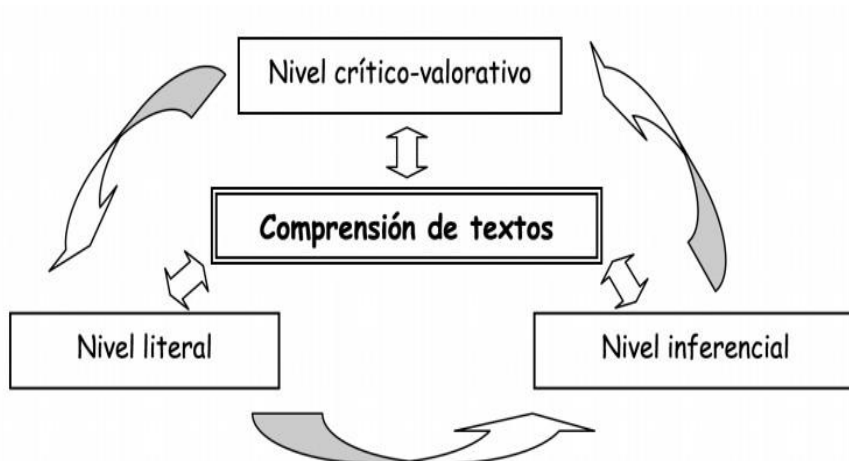 Nivel crítico-valorativo
Comprensión de textos
Nivel literal
Nivel inferencial